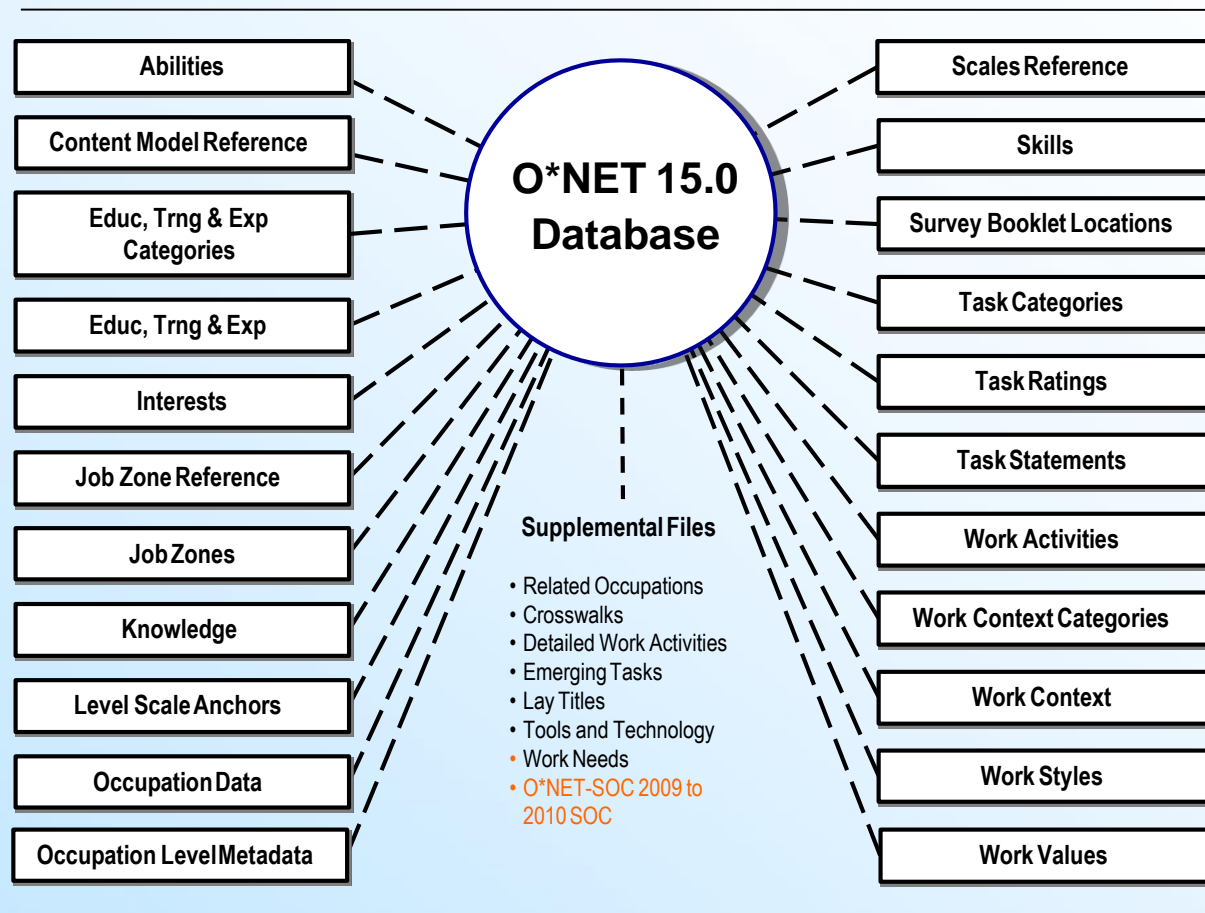 Abilities
Content Model Reference
Educ, Trng & Exp
Categories
Educ, Trng & Exp
Interests
Job Zone Reference
Job Zones
Knowledge
Level Scale Anchors
Occupation Data
Occupation Level Metadata
O*NET 15.0
Database
Supplemental Files
• Related Occupations
• Crosswalks
• Detailed Work Activities
• Emerging Tasks
• Lay Titles
• Tools and Technology
• Work Needs
• O*NET-SOC 2009 to
2010 SOC
Scales Reference
Skills
Survey Booklet Locations
Task Categories
Task Ratings
Task Statements
Work Activities
Work Context Categories
Work Context
Work Styles
Work Values